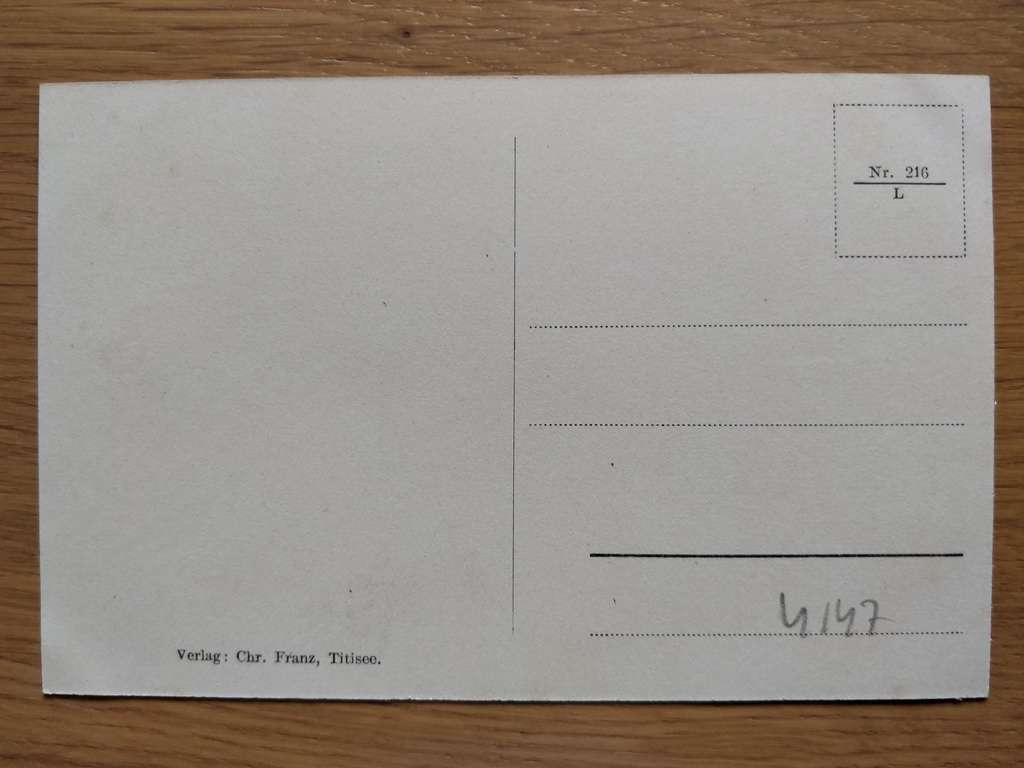 Nr. 216
L
4147
Verlag: Chr. Franz, Titisee.